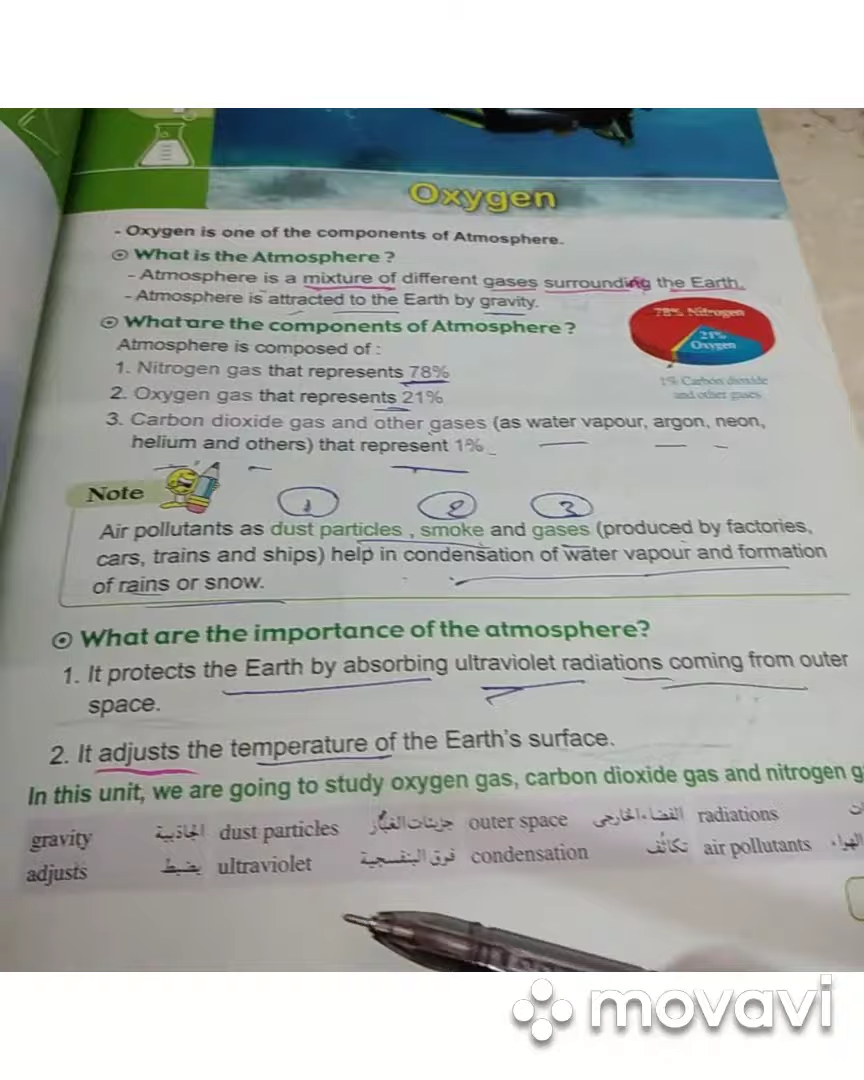 Oxygen
- Oxygen is one of the components of Atmosphere.
What is the Atmosphere?
- Atmosphere is a mixture of different gases surrounding the Earth.
- Atmosphere is attracted to the Earth by gravity.
What are the components of Atmosphere?
Atmosphere is composed of :
1. Nitrogen gas that represents 78%
2. Oxygen gas that represents 21%
3. Carbon dioxide gas and other gases (as water vapour, argon, neon,
helium and others) that represent 1%
78% Nitrogen
21%
Oxygen
1% Carbon dioxide
and other gases
Note
1 2 3
Air pollutants as dust particles , smoke and gases (produced by factories,
cars, trains and ships) help in condensation of water vapour and formation
of rains or snow.
What are the importance of the atmosphere?
1. It protects the Earth by absorbing ultraviolet radiations coming from outer
space.
2. It adjusts the temperature of the Earth's surface.
In this unit, we are going to study oxygen gas, carbon dioxide gas and nitrogen g
gravity الجاذبية dust particles جزيئات الغبار outer space الفضاء الخارجى radiations
adjusts يضبط ultraviolet فوق البنفسجية condensation تكاثف air pollutants الهواء
movavi